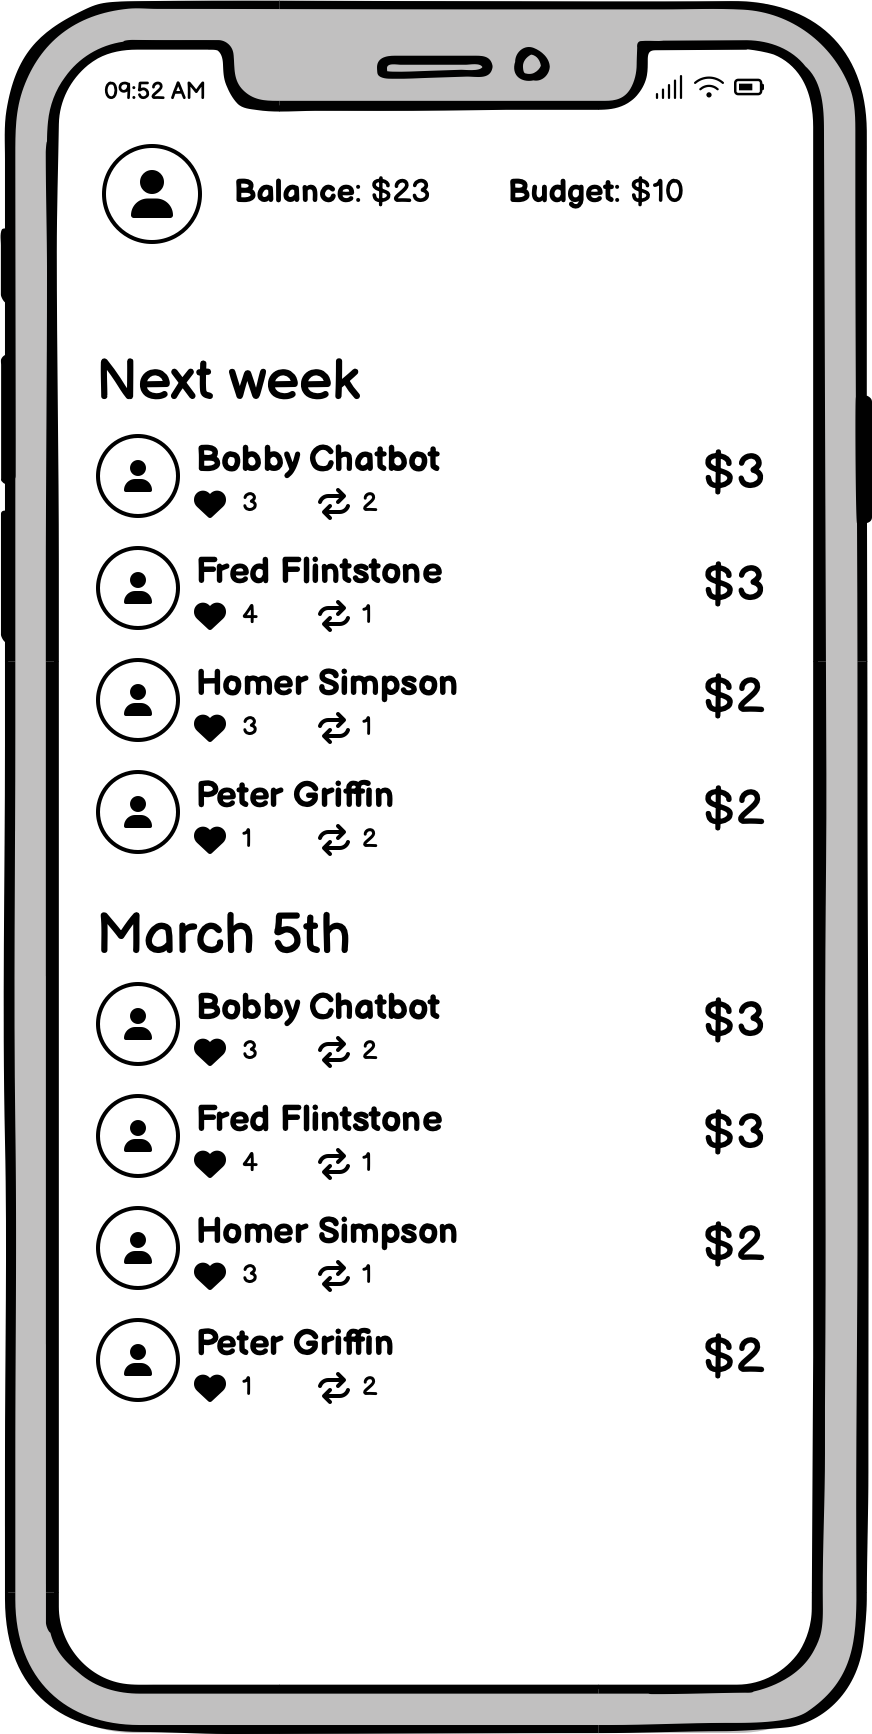 09:52 AM
Balance: $23 Budget: $10
Next week
Bobby Chatbot
3 2
$3
Fred Flintstone
4 1
$3
Homer Simpson
3 1
$2
Peter Griffin
1 2
$2
March 5th
Bobby Chatbot
3 2
$3
Fred Flintstone
4 1
$3
Homer Simpson
3 1
$2
Peter Griffin
1 2
$2